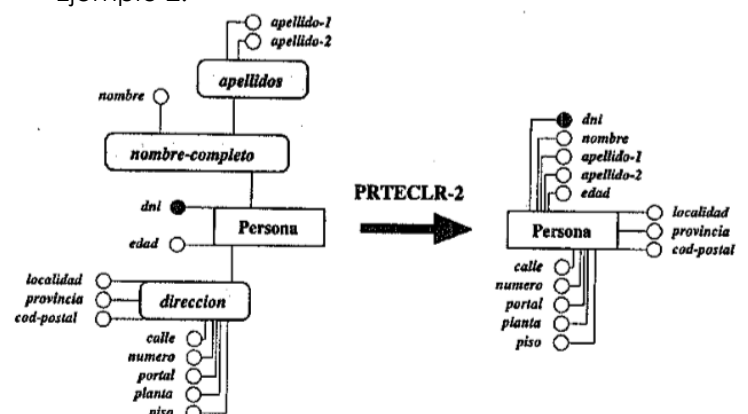 Ejemplo 2:
apellido-1
apellido-2
apellidos
nombre
nombre-completo
dni
Persona
edad
localidad
provincia
cod-postal
direccion
calle
numero
portal
planta
piso
PRTECLR-2
dni
nombre
apellido-1
apellido-2
edad
Persona
localidad
provincia
cod-postal
calle
numero
portal
planta
piso